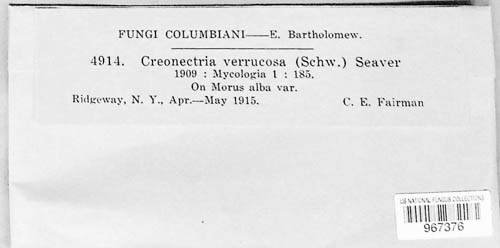 FUNGI COLUMBIANI——E. Bartholomew.
4914. Creonectria verrucosa (Schw.) Seaver
1909 : Mycologia 1 : 185.
On Morus alba var.
Ridgeway, N. Y., Apr.—May 1915. C. E. Fairman
US NATIONAL FUNGUS COLLECTIONS
967376